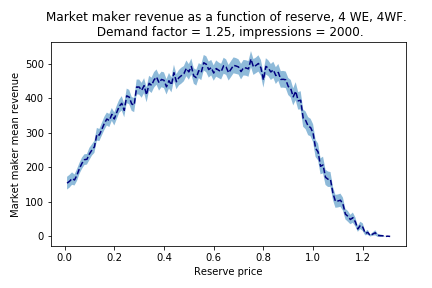 Market maker revenue as a function of reserve, 4 WE, 4WF.
Demand factor = 1.25, impressions = 2000.
500
400
300
200
100
0
Market maker mean revenue
0.0 0.2 0.4 0.6 0.8 1.0 1.2
Reserve price